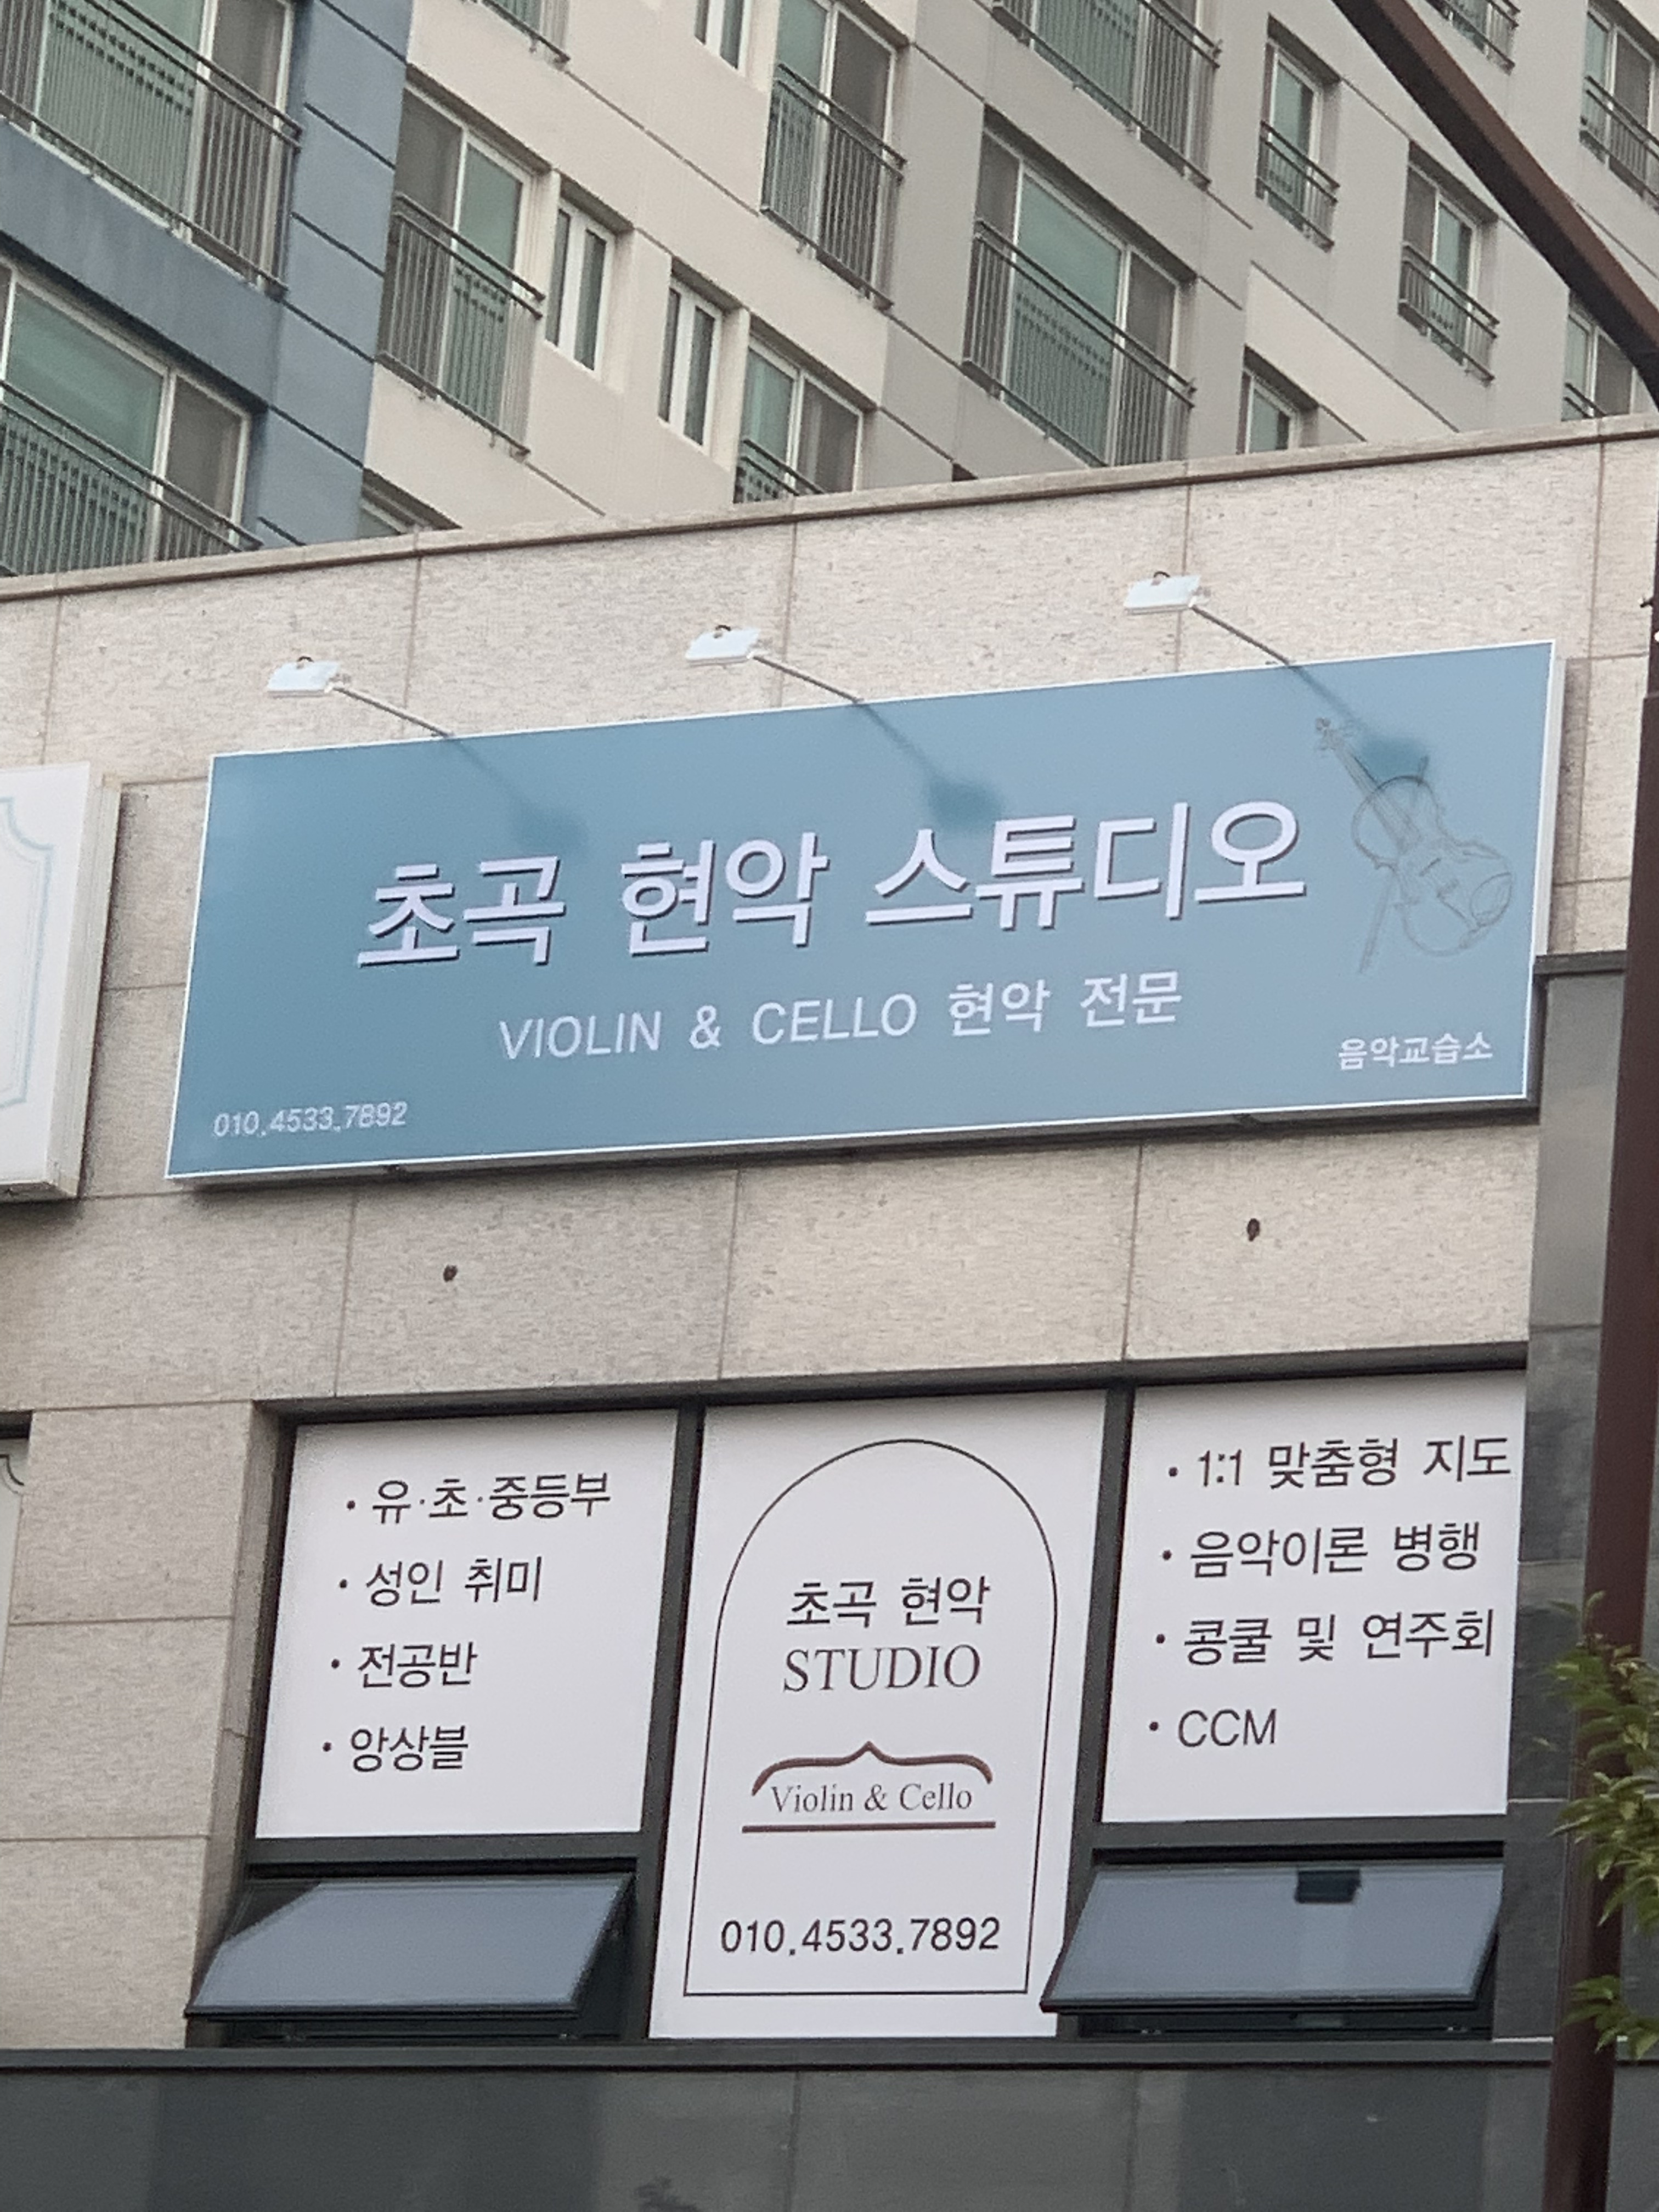 초곡 현악 스튜디오
VIOLIN & CELLO 현악 전문
음악교습소
010.4533.7892
· 유·초·중등부
· 성인 취미
· 전공반
· 앙상블
초곡 현악
STUDIO
Violin & Cello
010.4533.7892
· 1:1 맞춤형 지도
· 음악이론 병행
· 콩쿨 및 연주회
· CCM